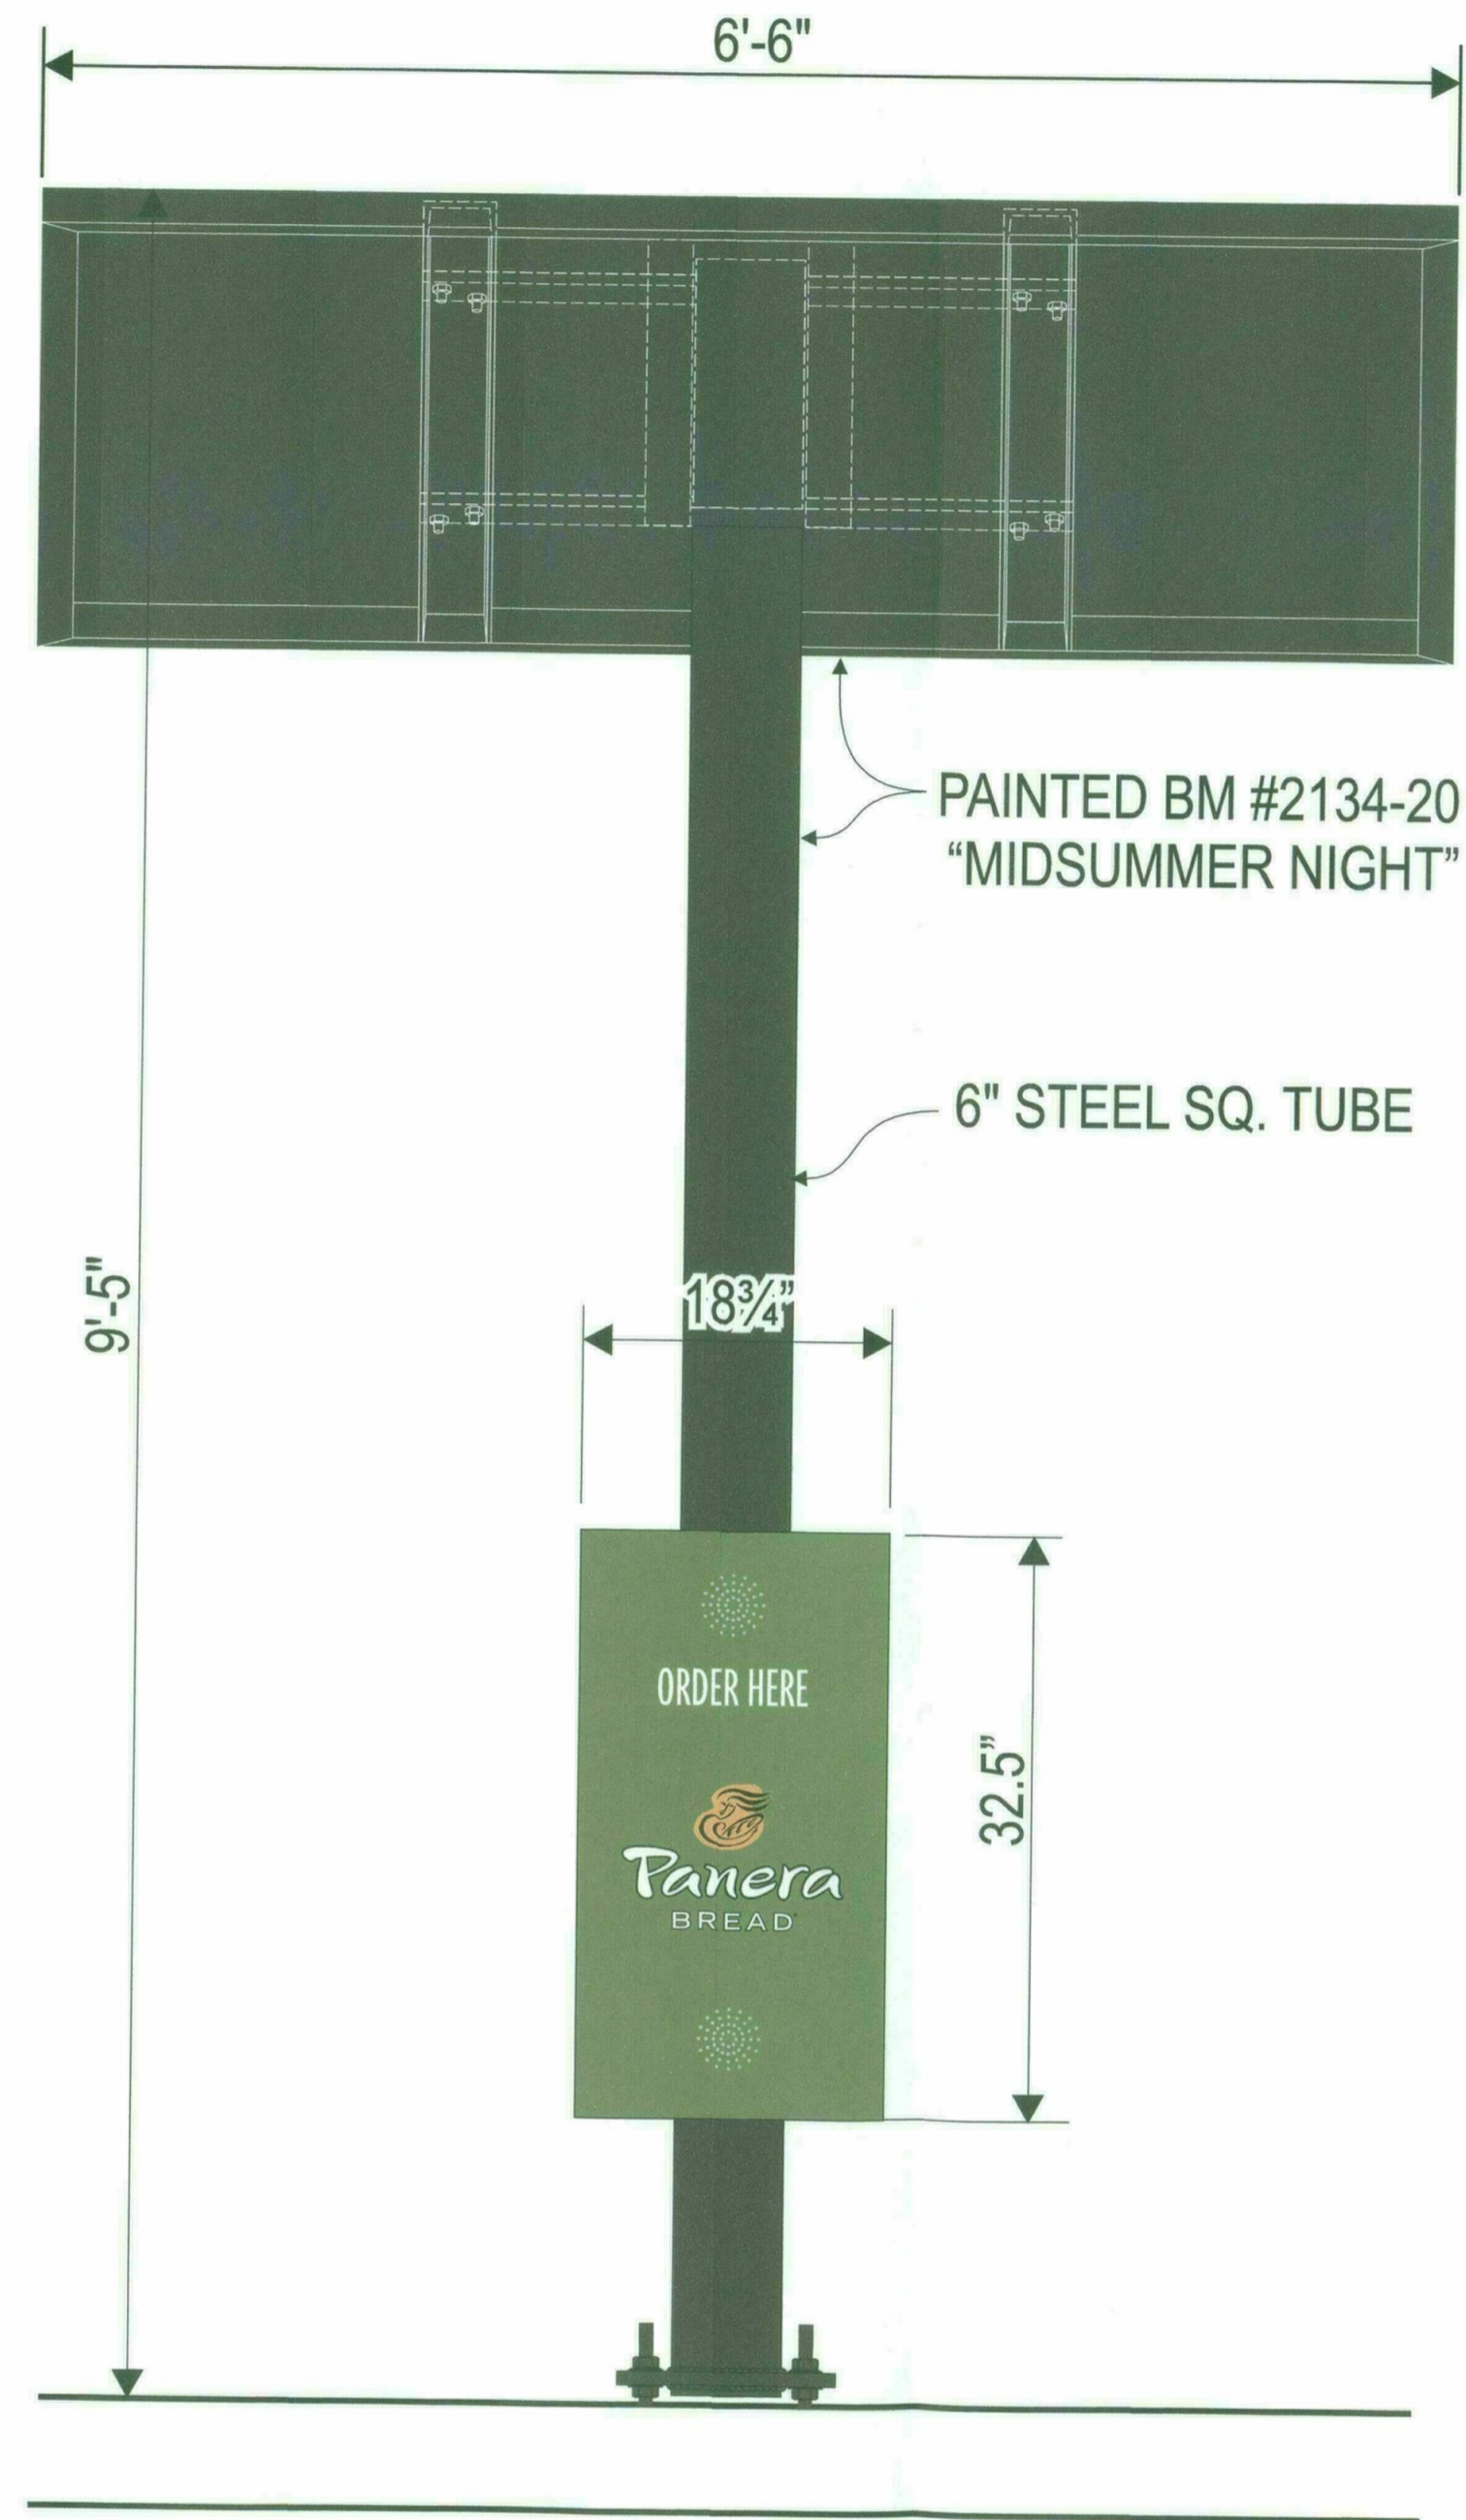 6'-6"
PAINTED BM #2134-20
“MIDSUMMER NIGHT”
6" STEEL SQ. TUBE
9'-5"
18¾”
ORDER HERE
32.5”
Panera
BREAD